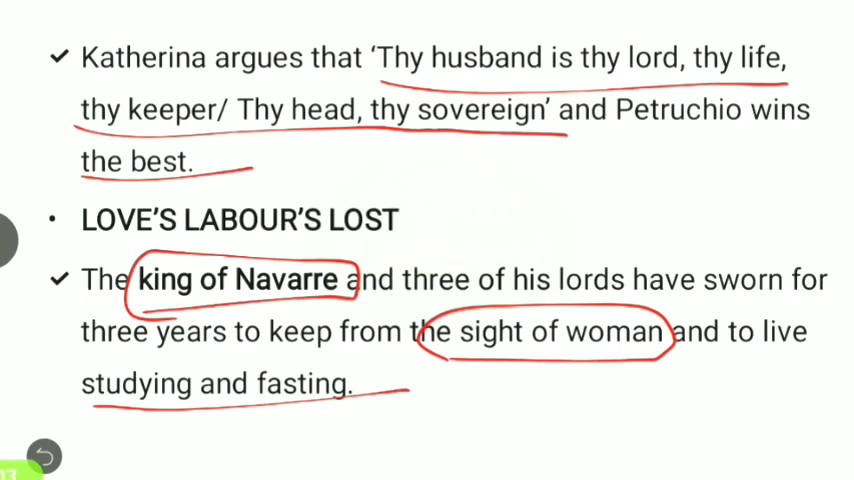 ✓ Katherina argues that ‘Thy husband is thy lord, thy life,
thy keeper/ Thy head, thy sovereign’ and Petruchio wins
the best.
• LOVE’S LABOUR’S LOST
✓ The king of Navarre and three of his lords have sworn for
three years to keep from the sight of woman and to live
studying and fasting.
13